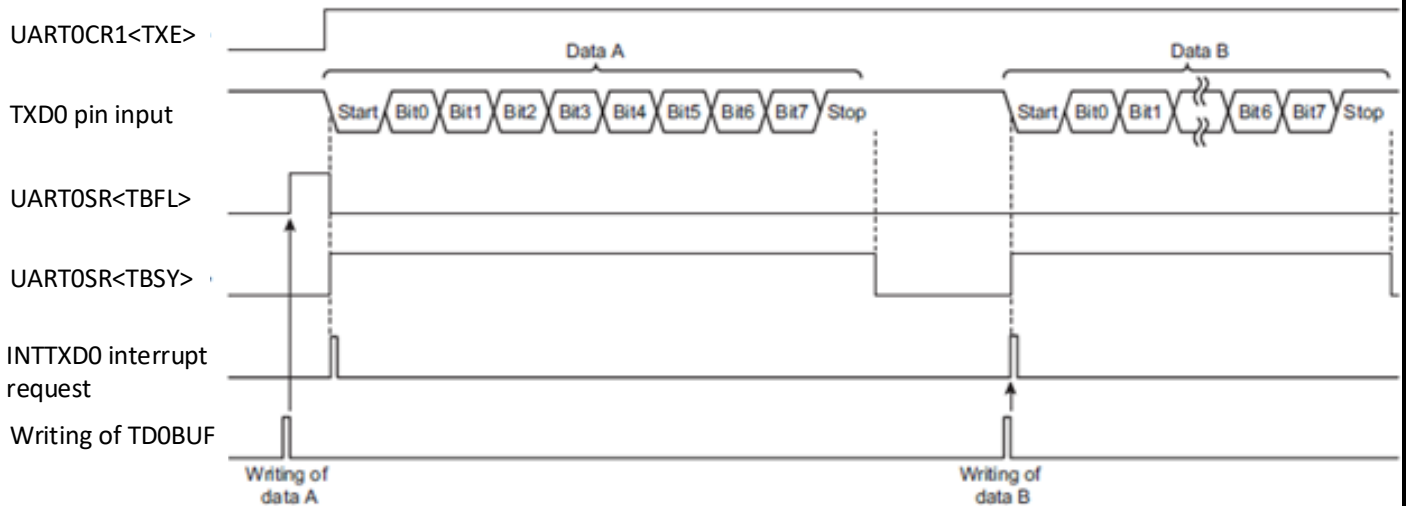 UART0CR1<TXE>
Data A
Data B
TXD0 pin input
Start Bit0 Bit1 Bit2 Bit3 Bit4 Bit5 Bit6 Bit7 Stop
Start Bit0 Bit1 Bit6 Bit7 Stop
UART0SR<TBFL>
UART0SR<TBSY>
INTTXD0 interrupt
request
Writing of TD0BUF
Writing of
data A
Writing of
data B